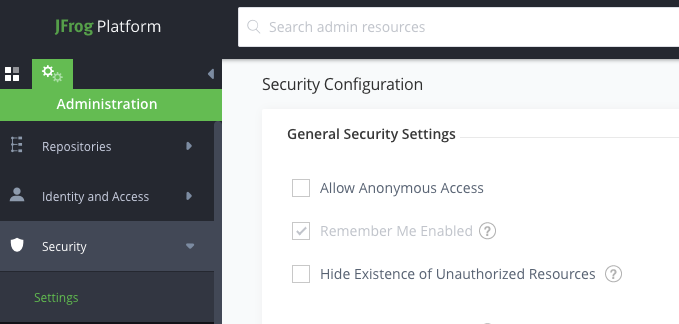 JFrog Platform
Search admin resources
Administration
Security Configuration
General Security Settings
Repositories
Identity and Access
Security
Settings
Allow Anonymous Access
Remember Me Enabled ?
Hide Existence of Unauthorized Resources ?